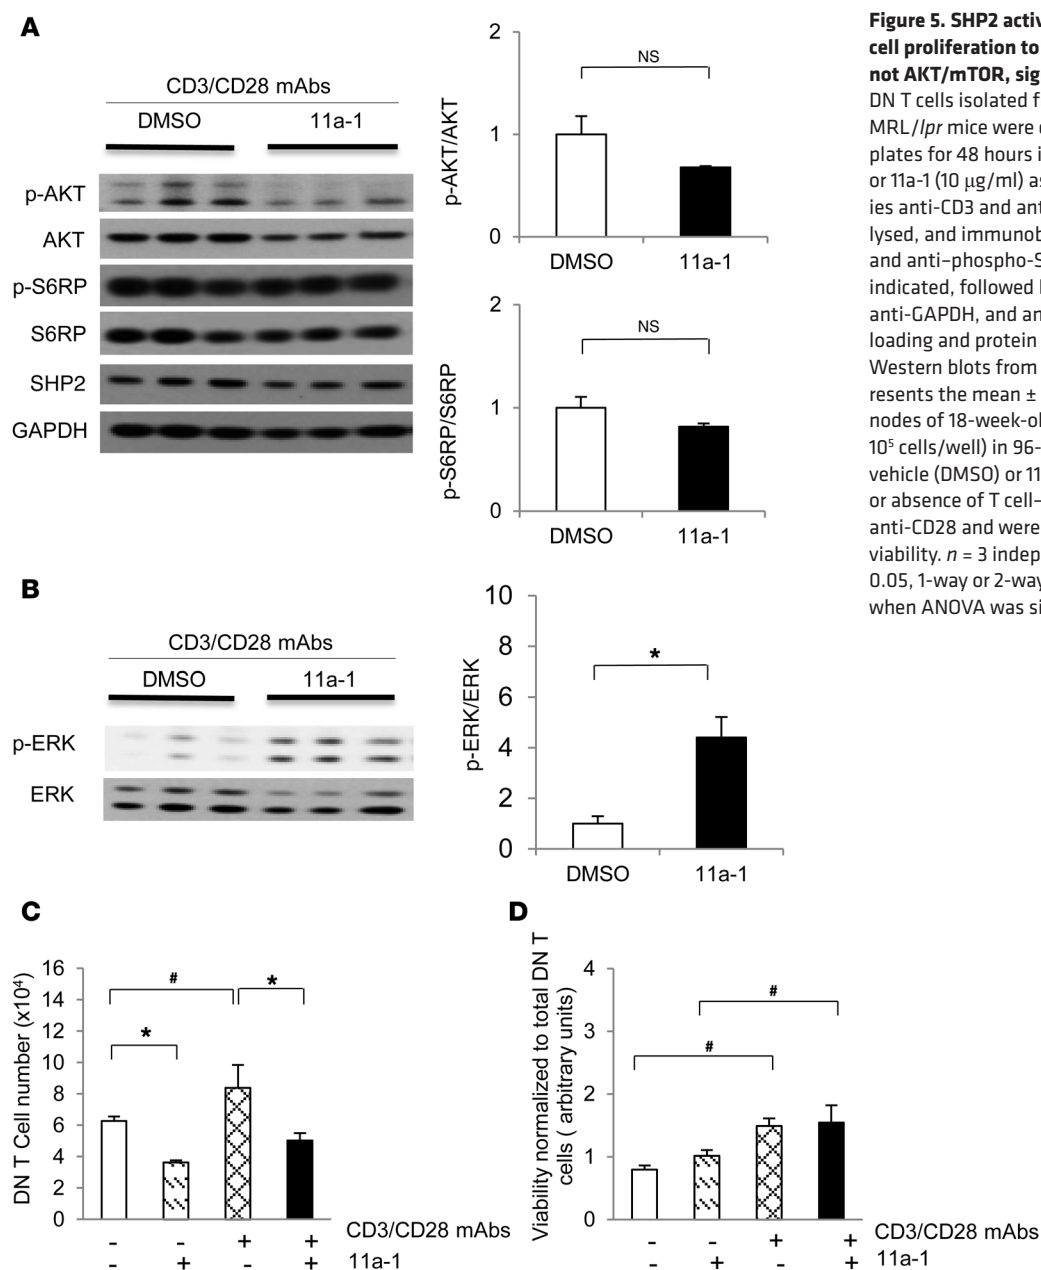 A
CD3/CD28 mAbs
DMSO 11a-1
p-AKT
AKT
p-S6RP
S6RP
SHP2
GAPDH
p-AKT/AKT
2
1
0
NS
DMSO 11a-1
p-S6RP/S6RP
2
1
0
NS
DMSO 11a-1
B
CD3/CD28 mAbs
DMSO 11a-1
p-ERK
ERK
p-ERK/ERK
10
8
6
4
2
0
*
DMSO 11a-1
C
DN T Cell number (x10⁴)
16
14
12
10
8
6
4
2
0
#
*
*
- - + + CD3/CD28 mAbs
- + - + 11a-1
D
Viability normalized to total DN T
cells ( arbitrary units)
4
3
2
1
0
#
#
- - + + CD3/CD28 mAbs
- + - + 11a-1
Figure 5. SHP2 activ
cell proliferation to
not AKT/mTOR, sig
DN T cells isolated f
MRL/lpr mice were c
plates for 48 hours i
or 11a-1 (10 μg/ml) as
ies anti-CD3 and ant
lysed, and immunob
and anti–phospho-S
indicated, followed b
anti-GAPDH, and an
loading and protein
Western blots from
resents the mean ±
nodes of 18-week-ol
10⁵ cells/well) in 96-
vehicle (DMSO) or 11
or absence of T cell–
anti-CD28 and were
viability. n = 3 indep
0.05, 1-way or 2-way
when ANOVA was si